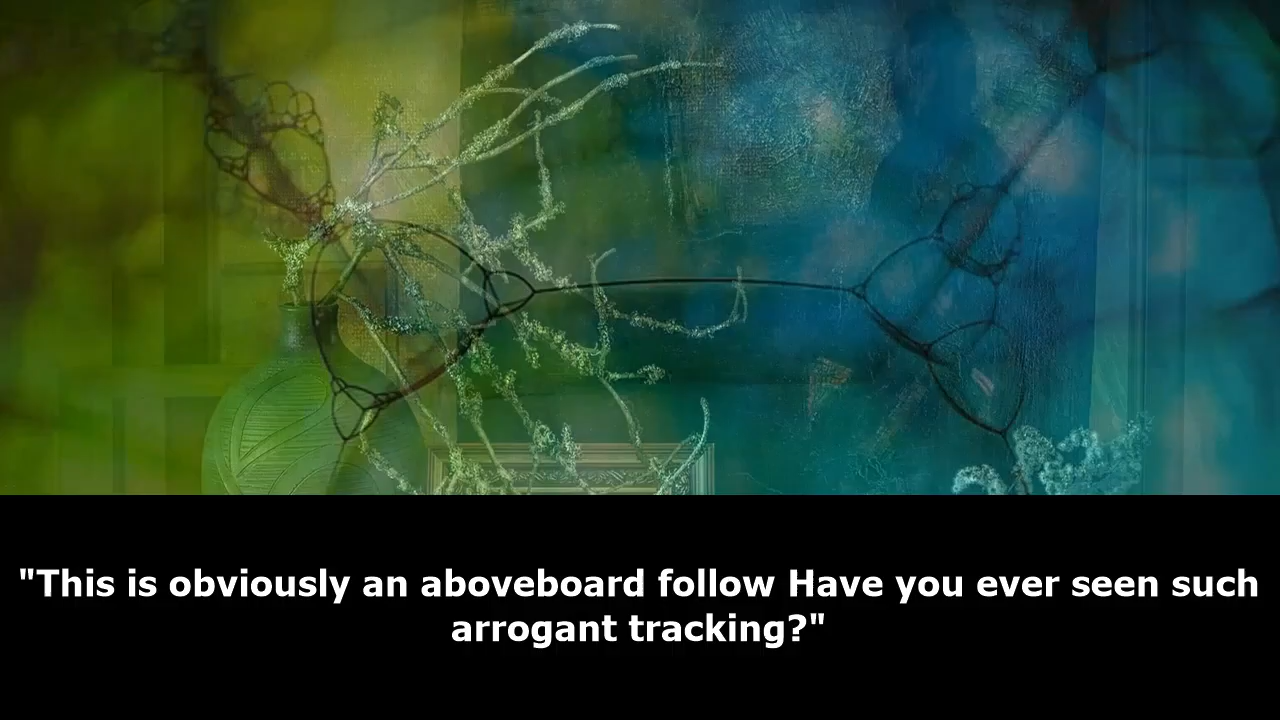 "This is obviously an aboveboard follow Have you ever seen such
arrogant tracking?"